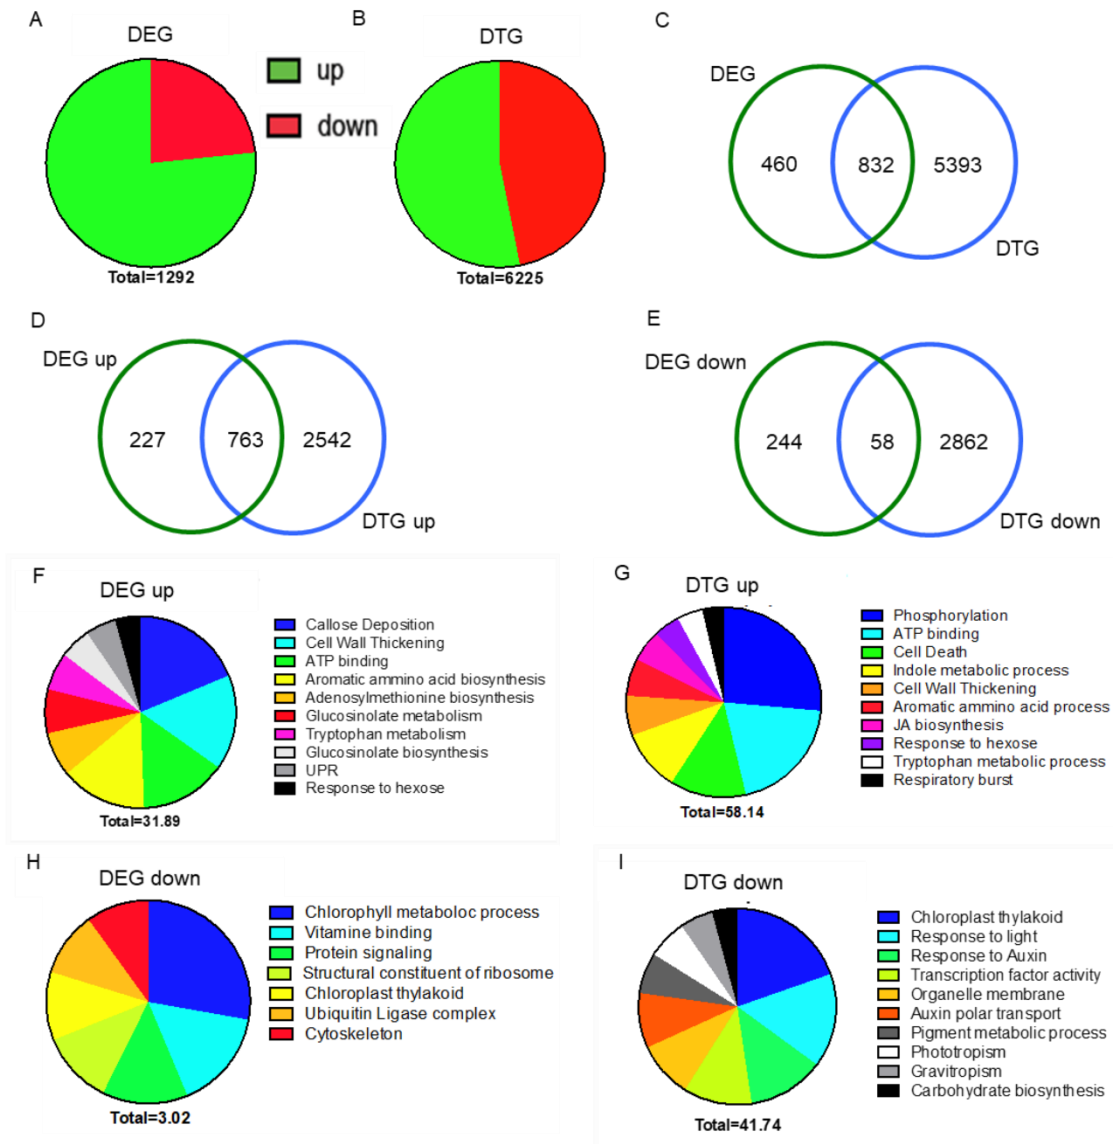 A
DEG
up
down
Total=1292
B
DTG
Total=6225
C
DEG
460
832
5393
DTG
D
DEG up
227
763
2542
DTG up
E
DEG down
244
58
2862
DTG down
F
DEG up
Callose Deposition
Cell Wall Thickening
ATP binding
Aromatic ammino acid biosynthesis
Adenosylmethionine biosynthesis
Glucosinolate metabolism
Tryptophan metabolism
Glucosinolate biosynthesis
UPR
Response to hexose
Total=31.89
G
DTG up
Phosphorylation
ATP binding
Cell Death
Indole metabolic process
Cell Wall Thickening
Aromatic ammino acid process
JA biosynthesis
Response to hexose
Tryptophan metabolic process
Respiratory burst
Total=58.14
H
DEG down
Chlorophyll metaboloc process
Vitamine binding
Protein signaling
Structural constituent of ribosome
Chloroplast thylakoid
Ubiquitin Ligase complex
Cytoskeleton
Total=3.02
I
DTG down
Chloroplast thylakoid
Response to light
Response to Auxin
Transcription factor activity
Organelle membrane
Auxin polar transport
Pigment metabolic process
Phototropism
Gravitropism
Carbohydrate biosynthesis
Total=41.74